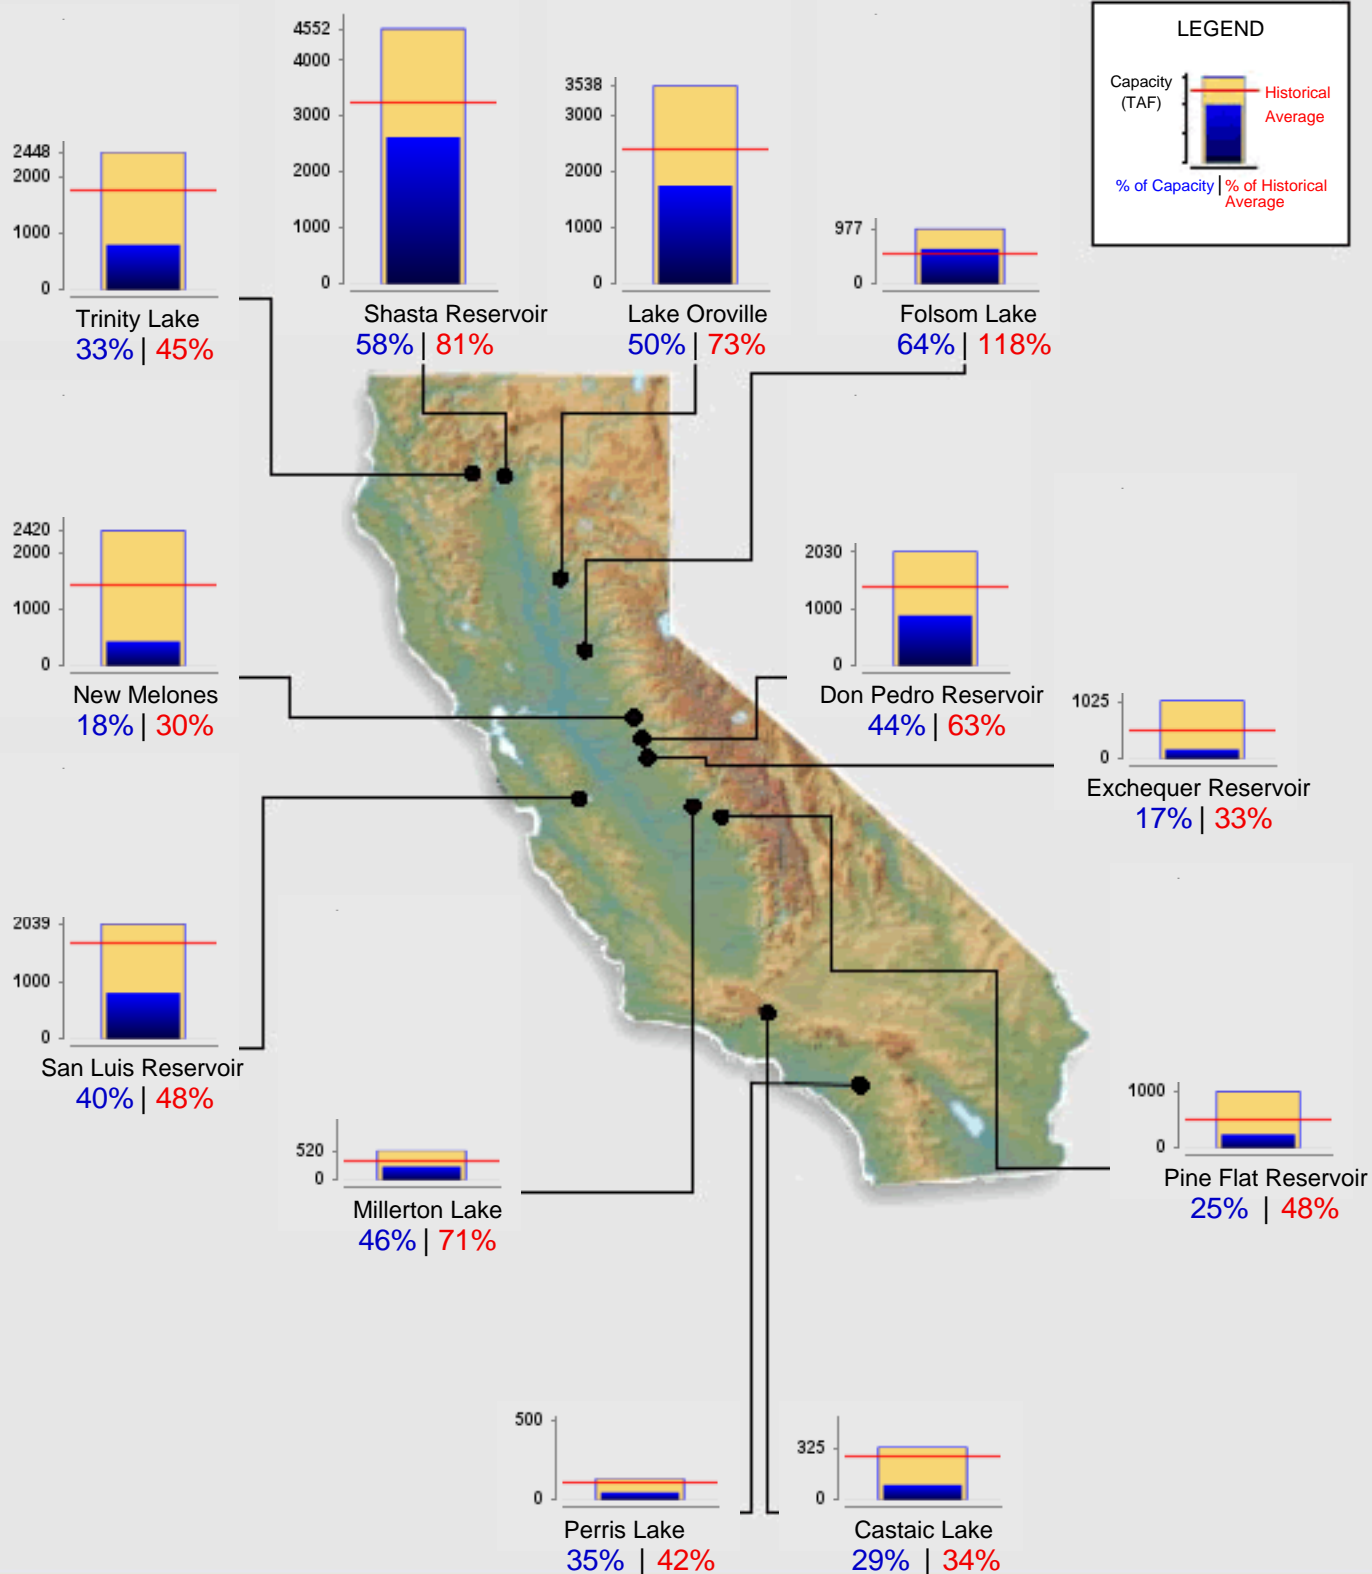 4552
4000
3000
2000
1000
0
Shasta Reservoir
58% | 81%
3538
3000
2000
1000
0
Lake Oroville
50% | 73%
977
0
Folsom Lake
64% | 118%
LEGEND
Capacity
(TAF)
Historical
Average
% of Capacity | % of Historical
Average
2448
2000
1000
0
Trinity Lake
33% | 45%
2420
2000
1000
0
New Melones
18% | 30%
2030
1000
0
Don Pedro Reservoir
44% | 63%
1025
0
Exchequer Reservoir
17% | 33%
2039
1000
0
San Luis Reservoir
40% | 48%
520
0
Millerton Lake
46% | 71%
1000
0
Pine Flat Reservoir
25% | 48%
500
0
Perris Lake
35% | 42%
325
0
Castaic Lake
29% | 34%